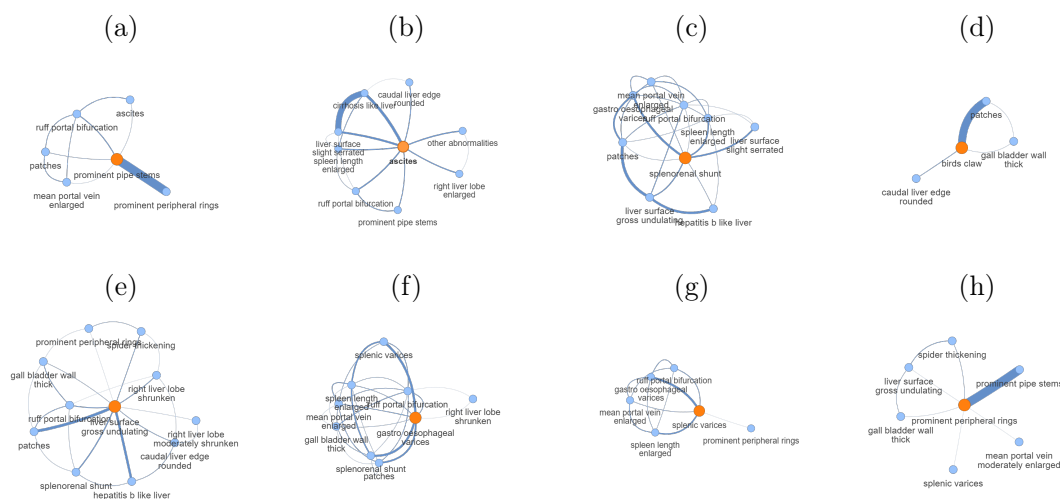 (a)
(b)
(c)
(d)
ascites
ruff portal bifurcation
patches
prominent pipe stems
mean portal vein
enlarged
prominent peripheral rings
caudal liver edge
rounded
cirrhosis like liver
liver surface
slight serrated
spleen length
enlarged
ascites
other abnormalities
right liver lobe
enlarged
ruff portal bifurcation
prominent pipe stems
mean portal vein
enlarged
gastro oesophageal
varices
ruff portal bifurcation
spleen length
enlarged
liver surface
slight serrated
patches
splenorenal shunt
liver surface
gross undulating
hepatitis b like liver
patches
birds claw
gall bladder wall
thick
caudal liver edge
rounded
(e)
(f)
(g)
(h)
prominent peripheral rings
spider thickening
gall bladder wall
thick
right liver lobe
shrunken
ruff portal bifurcation
liver surface
gross undulating
patches
right liver lobe
moderately shrunken
caudal liver edge
rounded
splenorenal shunt
hepatitis b like liver
splenic varices
spleen length
enlarged
ruff portal bifurcation
right liver lobe
shrunken
mean portal vein
enlarged
gastro oesophageal
varices
gall bladder wall
thick
splenorenal shunt
patches
ruff portal bifurcation
gastro oesophageal
varices
mean portal vein
enlarged
splenic varices
spleen length
enlarged
prominent peripheral rings
spider thickening
liver surface
gross undulating
prominent pipe stems
prominent peripheral rings
gall bladder wall
thick
mean portal vein
moderately enlarged
splenic varices